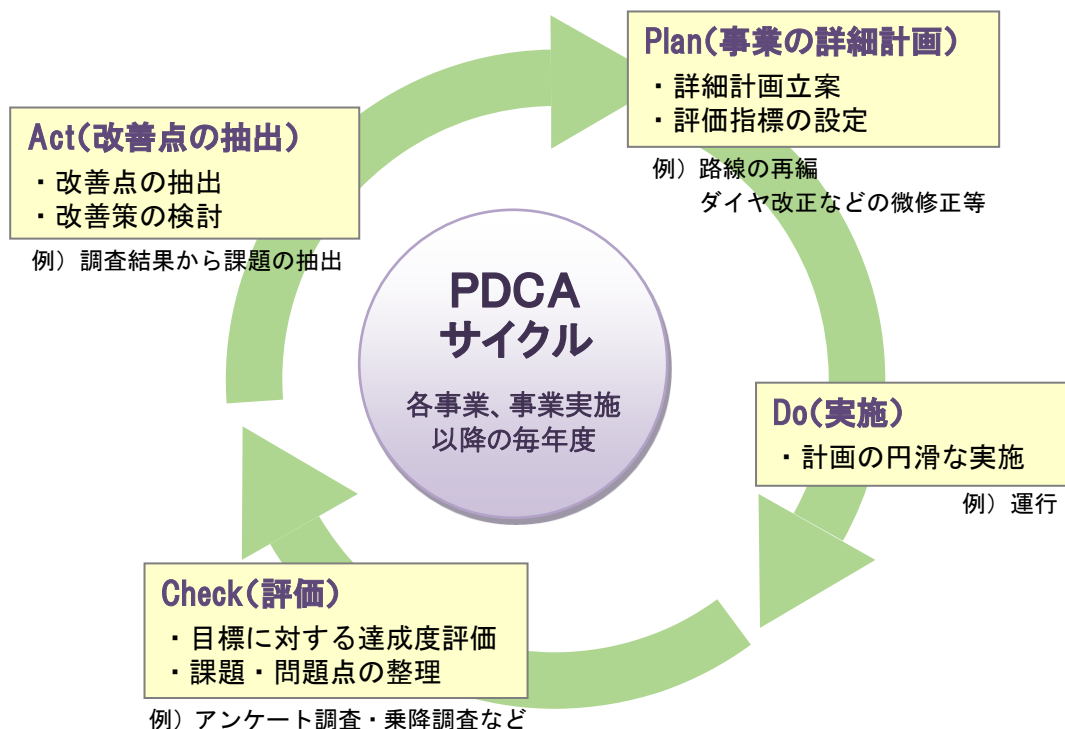 Plan(事業の詳細計画)
・詳細計画立案
・評価指標の設定
例）路線の再編
ダイヤ改正などの微修正等
Act(改善点の抽出)
・改善点の抽出
・改善策の検討
例）調査結果から課題の抽出
PDCA
サイクル
各事業、事業実施
以降の毎年度
Do(実施)
・計画の円滑な実施
例）運行
Check(評価)
・目標に対する達成度評価
・課題・問題点の整理
例）アンケート調査・乗降調査など